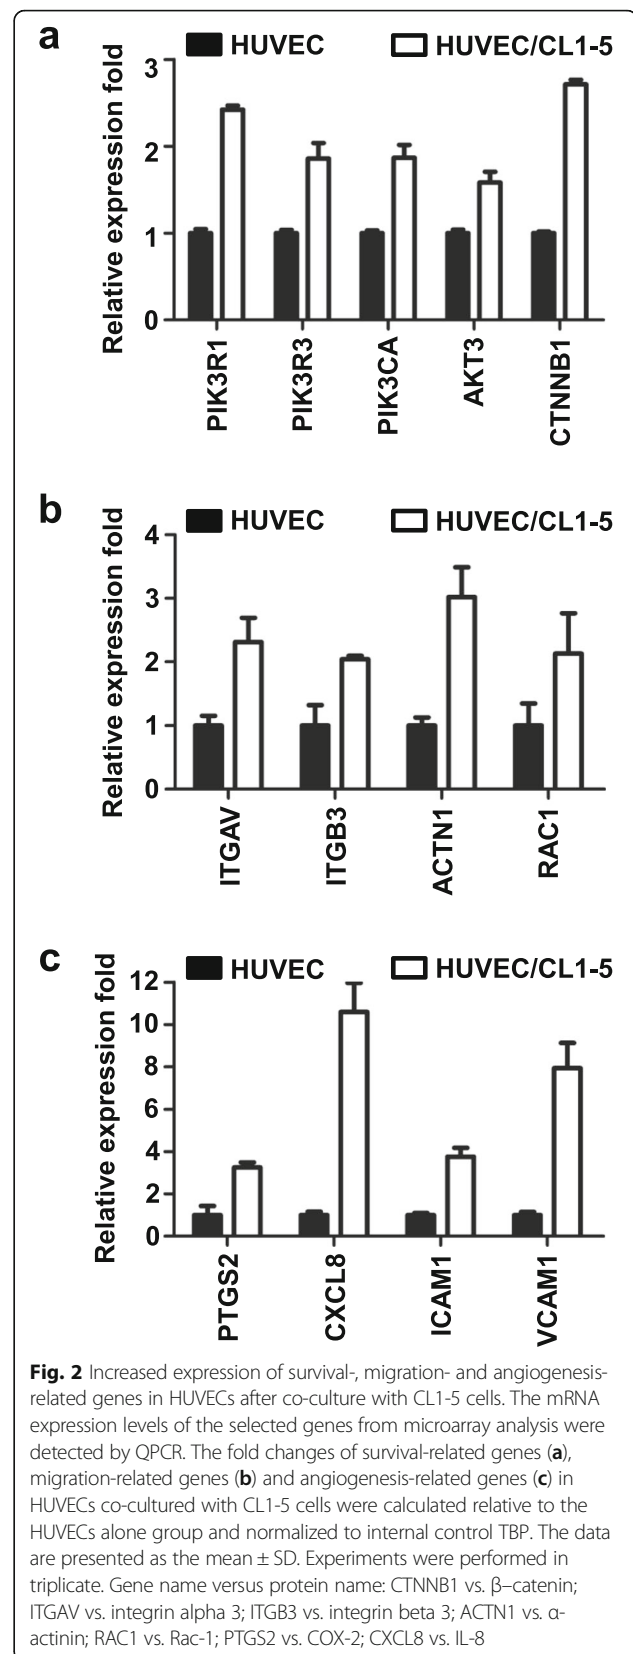 a
HUVEC
HUVEC/CL1-5
Relative expression fold
3
2
1
0
PIK3R1
PIK3R3
PIK3CA
AKT3
CTNNB1
b
HUVEC
HUVEC/CL1-5
Relative expression fold
4
3
2
1
0
ITGAV
ITGB3
ACTN1
RAC1
c
HUVEC
HUVEC/CL1-5
Relative expression fold
12
10
8
6
4
2
0
PTGS2
CXCL8
ICAM1
VCAM1
Fig. 2 Increased expression of survival-, migration- and angiogenesis-
related genes in HUVECs after co-culture with CL1-5 cells. The mRNA
expression levels of the selected genes from microarray analysis were
detected by QPCR. The fold changes of survival-related genes (a),
migration-related genes (b) and angiogenesis-related genes (c) in
HUVECs co-cultured with CL1-5 cells were calculated relative to the
HUVECs alone group and normalized to internal control TBP. The data
are presented as the mean ± SD. Experiments were performed in
triplicate. Gene name versus protein name: CTNNB1 vs. β–catenin;
ITGAV vs. integrin alpha 3; ITGB3 vs. integrin beta 3; ACTN1 vs. α-
actinin; RAC1 vs. Rac-1; PTGS2 vs. COX-2; CXCL8 vs. IL-8